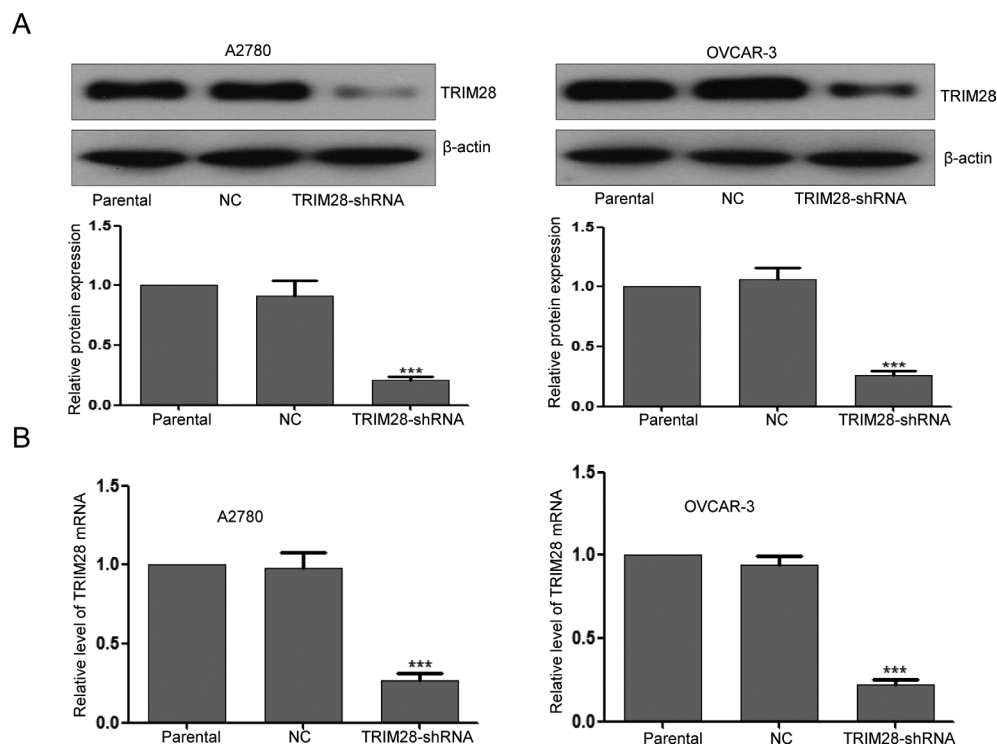 A
A2780
TRIM28
β-actin
Parental NC TRIM28-shRNA
Relative protein expression
1.5
1.0
0.5
0.0
***
Parental NC TRIM28-shRNA
OVCAR-3
TRIM28
β-actin
Parental NC TRIM28-shRNA
Relative protein expression
1.5
1.0
0.5
0.0
***
Parental NC TRIM28-shRNA
B
A2780
Relative level of TRIM28 mRNA
1.5
1.0
0.5
0.0
***
Parental NC TRIM28-shRNA
OVCAR-3
Relative level of TRIM28 mRNA
1.5
1.0
0.5
0.0
***
Parental NC TRIM28-shRNA